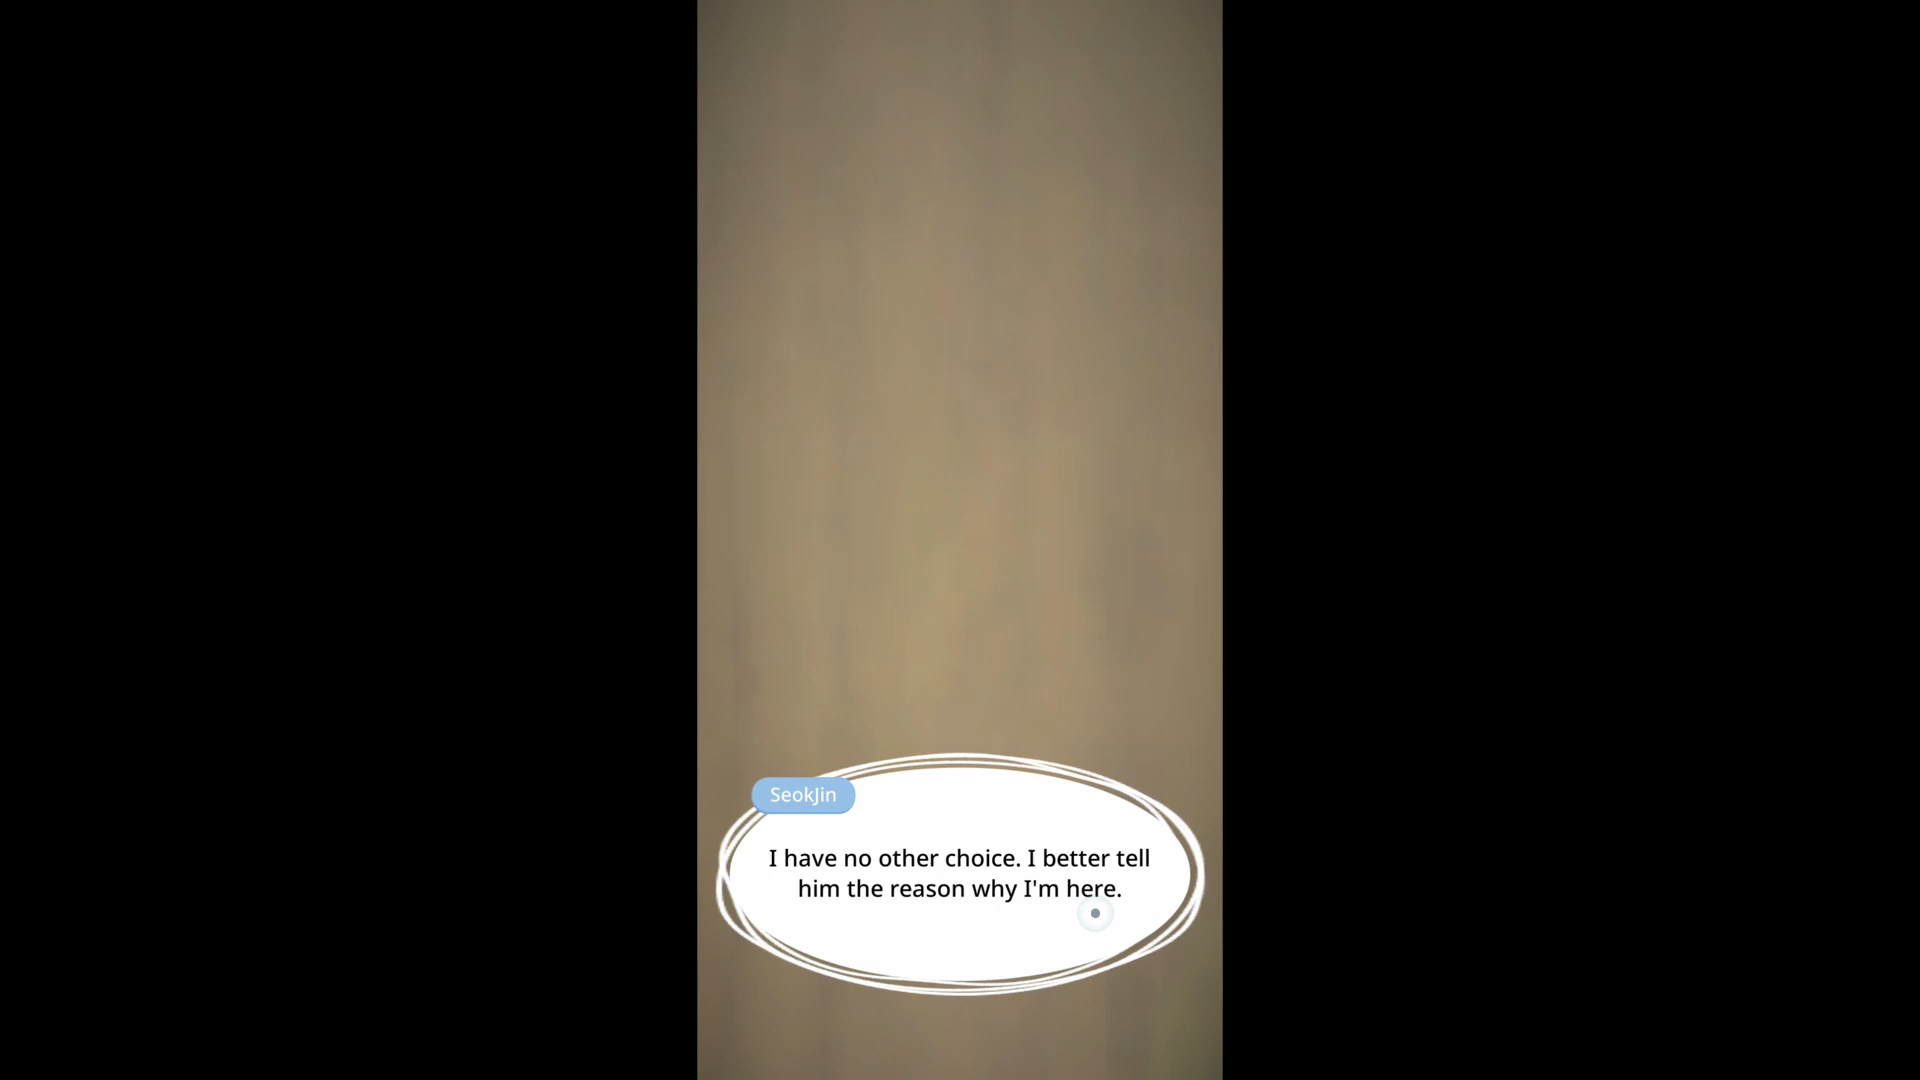 SeokJin
I have no other choice. I better tell
him the reason why I'm here.